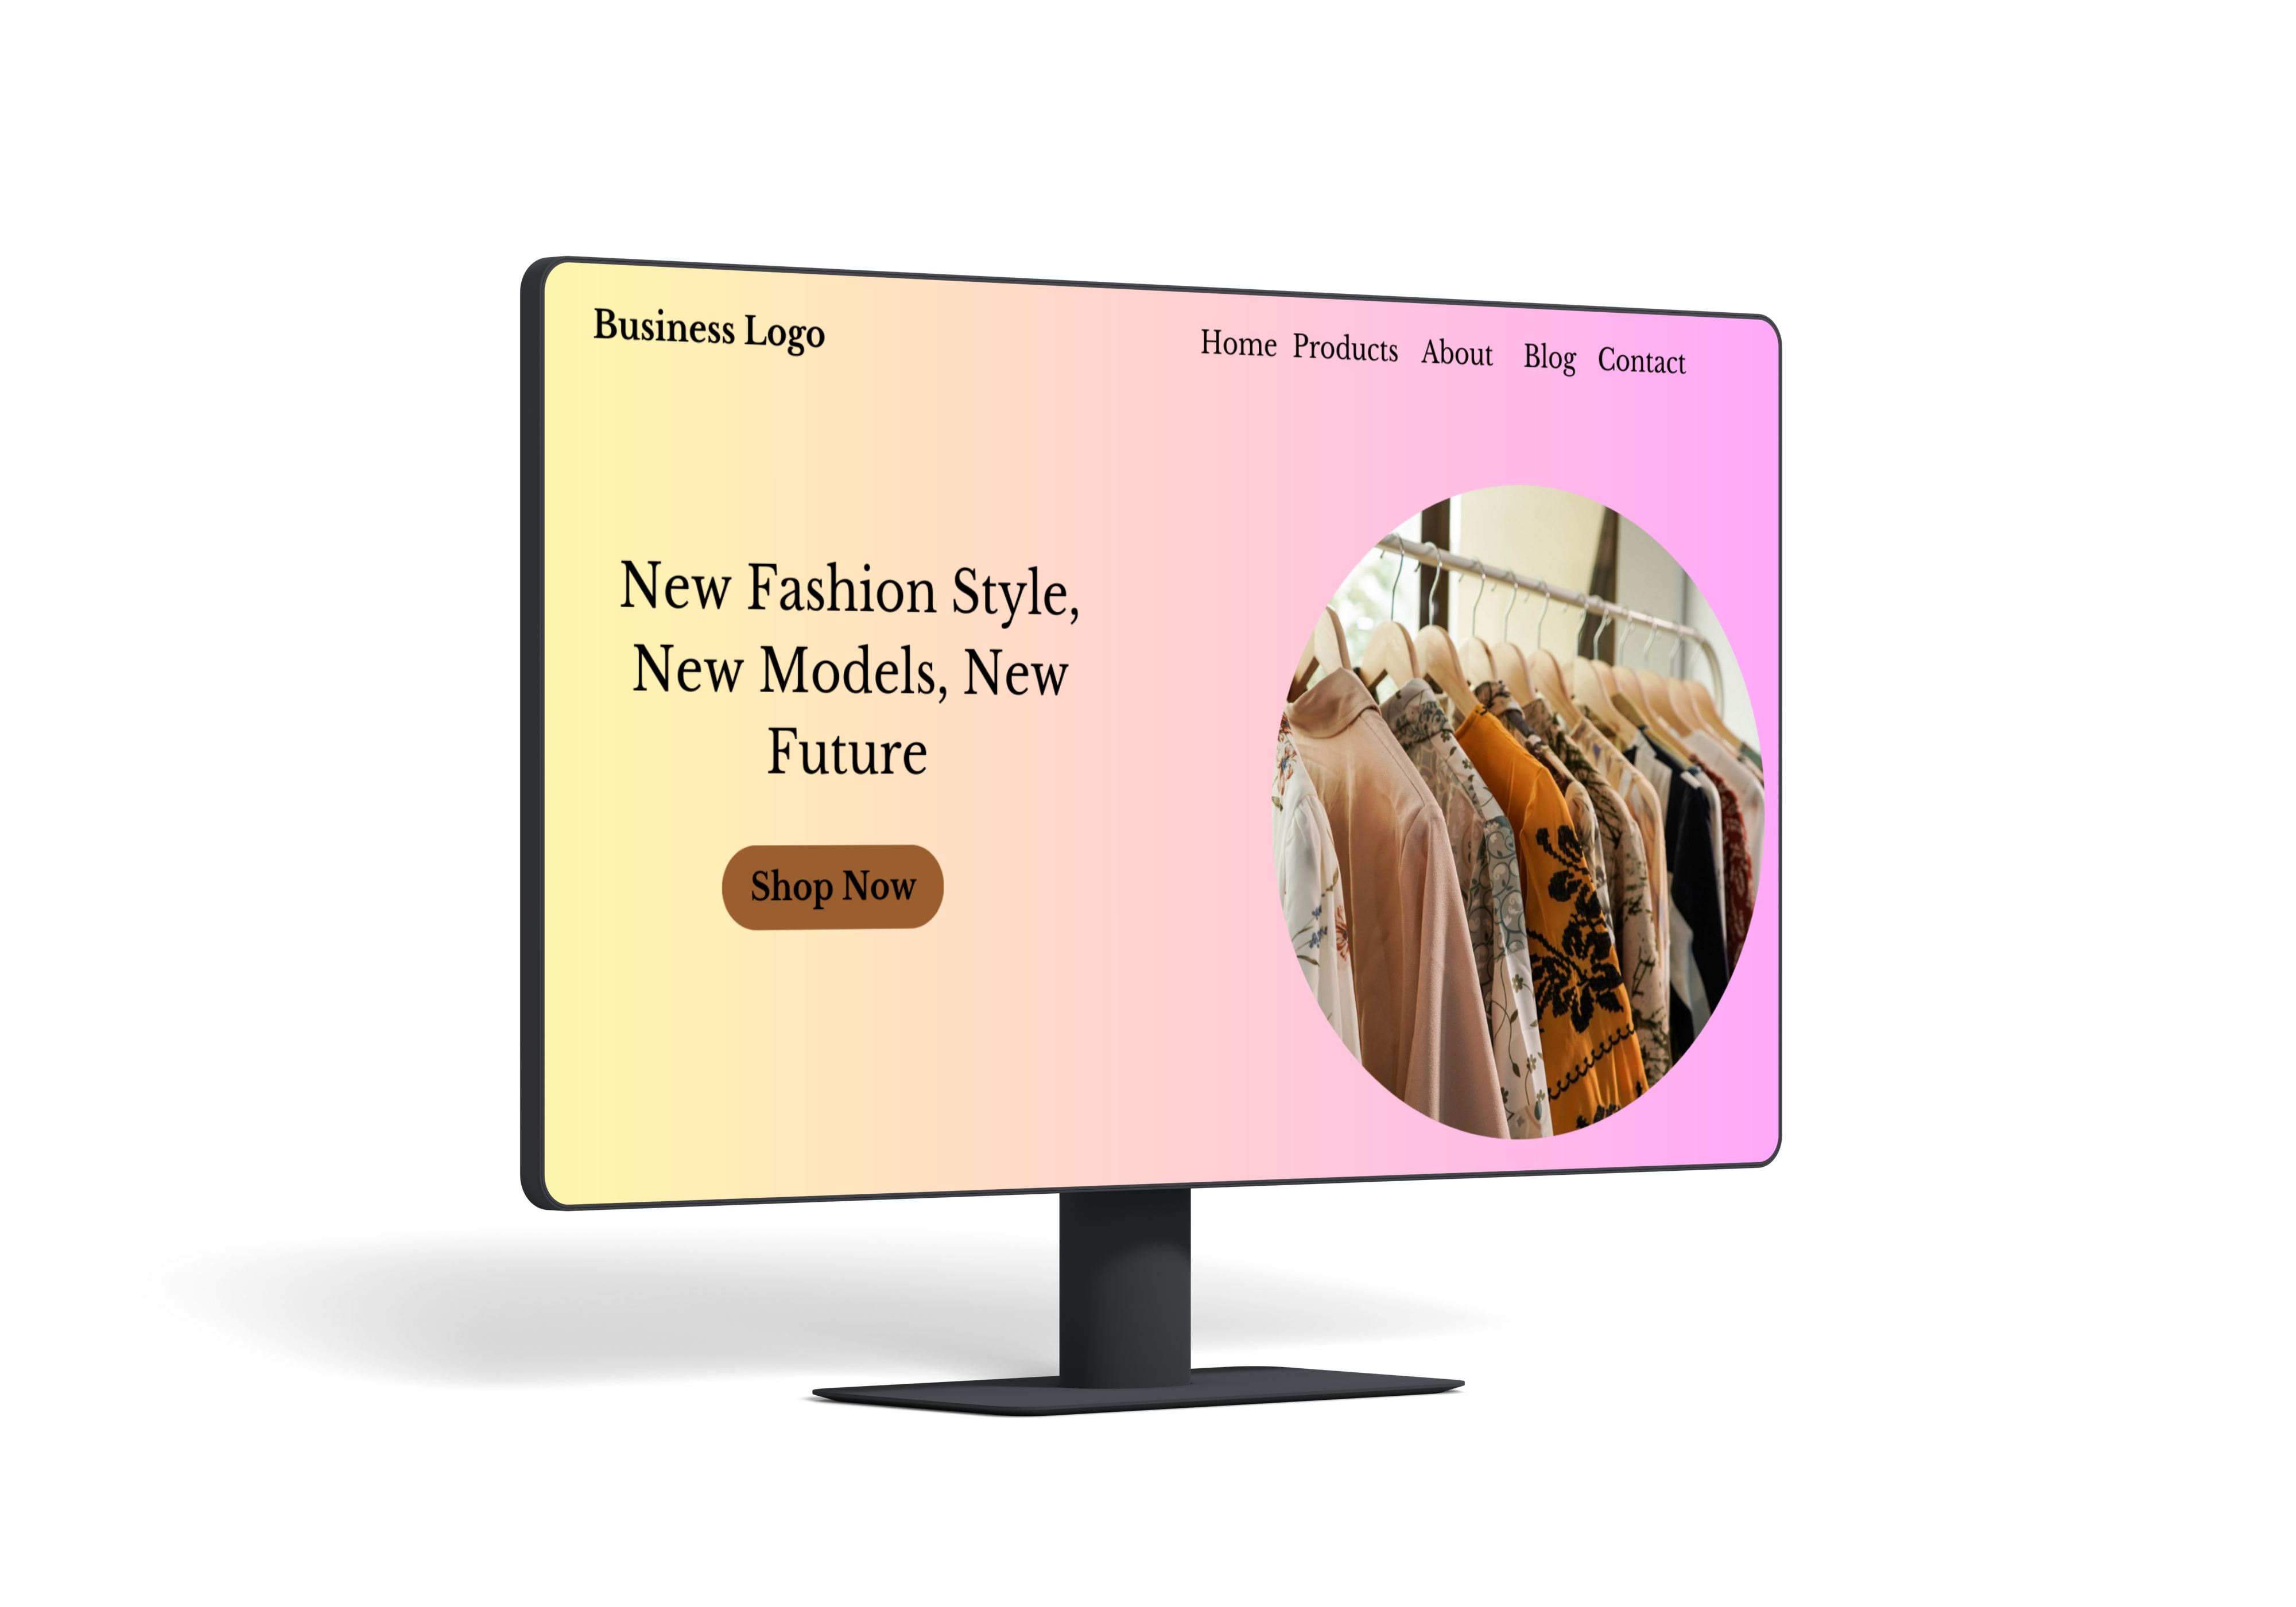 Business Logo
Home Products About Blog Contact
New Fashion Style,
New Models, New
Future
Shop Now